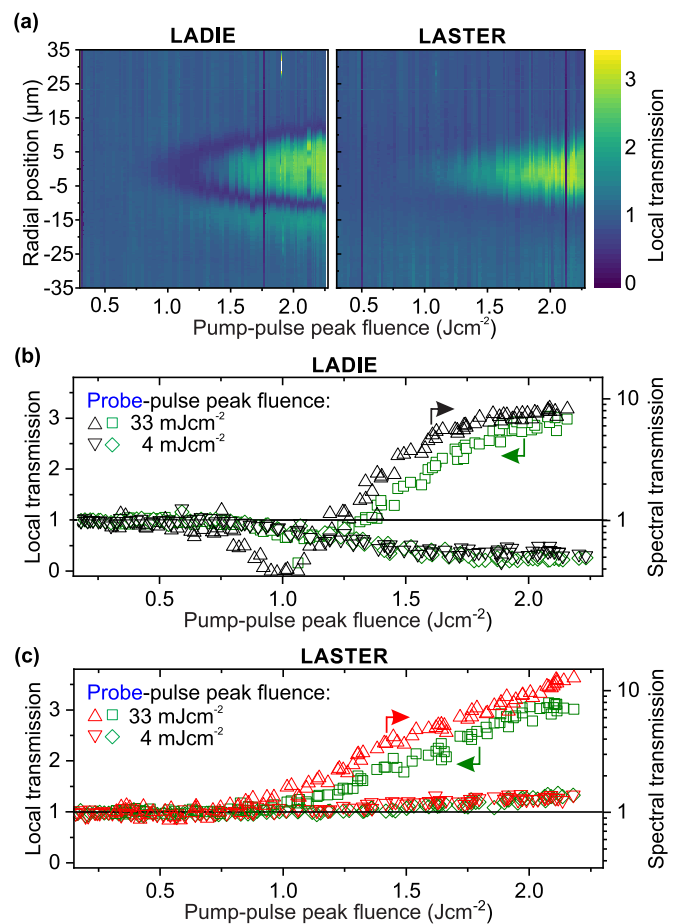 (a)
LADIE LASTER
35
25
15
5
-5
-15
-25
-35
Radial position (µm)
1.0 1.5 2.0 0.5 1.0 1.5 2.0
Pump-pulse peak fluence (Jcm-2)
3
2
1
0
Local transmission
(b)
LADIE
Probe-pulse peak fluence:
33 mJcm-2
4 mJcm-2
3
2
1
0
Local transmission
10
1
Spectral transmission
0.5 1.0 1.5 2.0
Pump-pulse peak fluence (Jcm-2)
(c)
LASTER
Probe-pulse peak fluence:
33 mJcm-2
4 mJcm-2
3
2
1
0
Local transmission
10
1
Spectral transmission
0.5 1.0 1.5 2.0
Pump-pulse peak fluence (Jcm-2)